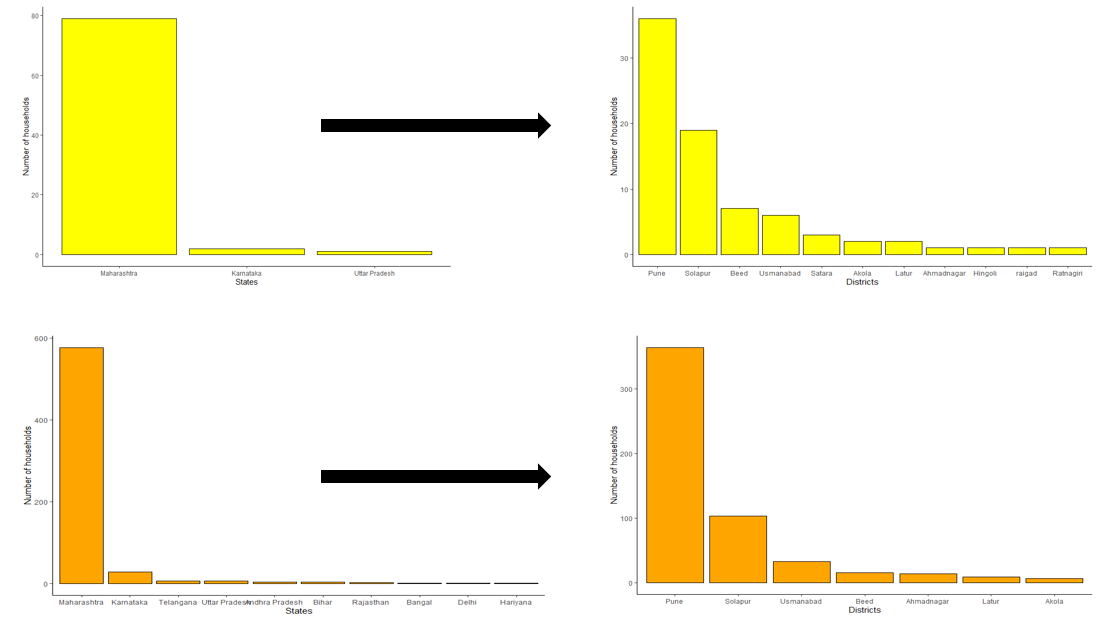 80
60
40
20
0
Number of households
Maharashtra Karnataka Uttar Pradesh
States
30
20
10
0
Number of households
Pune Solapur Beed Usmanabad Satara Akola Latur Ahmadnagar Hingoli raigad Ratnagiri
Districts
600
400
200
0
Number of households
Maharashtra Karnataka Telangana Uttar Pradesh Andhra Pradesh Bihar Rajasthan Bangal Delhi Hariyana
States
300
200
100
0
Number of households
Pune Solapur Usmanabad Beed Ahmadnagar Latur Akola
Districts